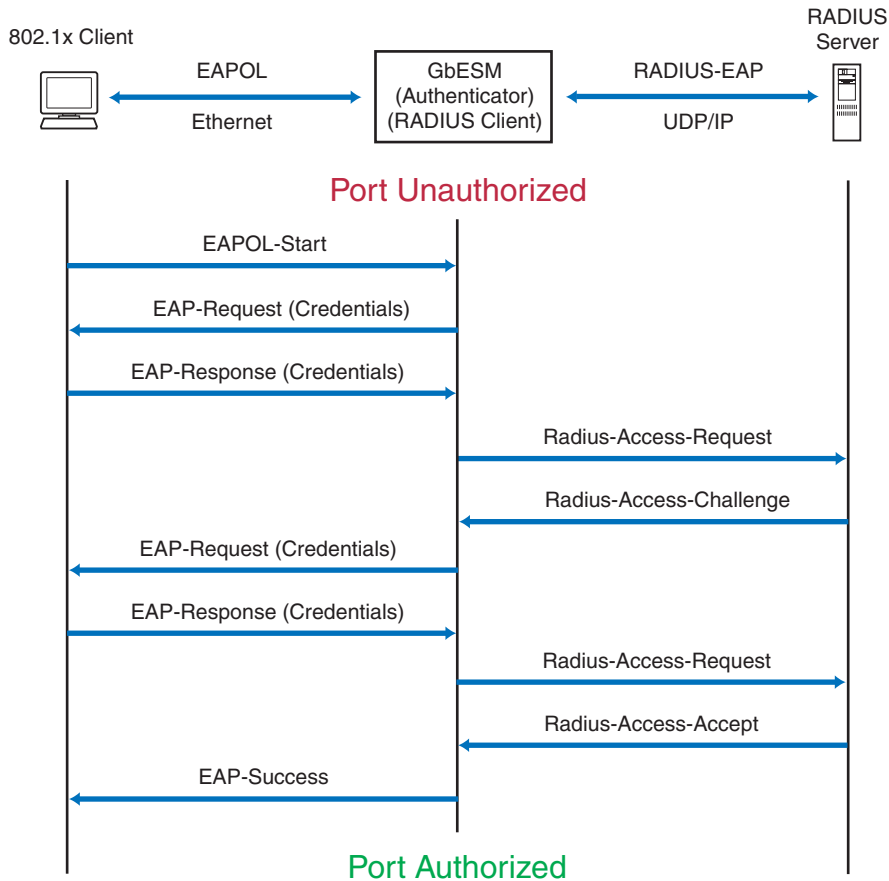 802.1x Client
EAPOL
Ethernet
GbESM
(Authenticator)
(RADIUS Client)
RADIUS-EAP
UDP/IP
RADIUS
Server
Port Unauthorized
EAPOL-Start
EAP-Request (Credentials)
EAP-Response (Credentials)
Radius-Access-Request
Radius-Access-Challenge
EAP-Request (Credentials)
EAP-Response (Credentials)
Radius-Access-Request
Radius-Access-Accept
EAP-Success
Port Authorized